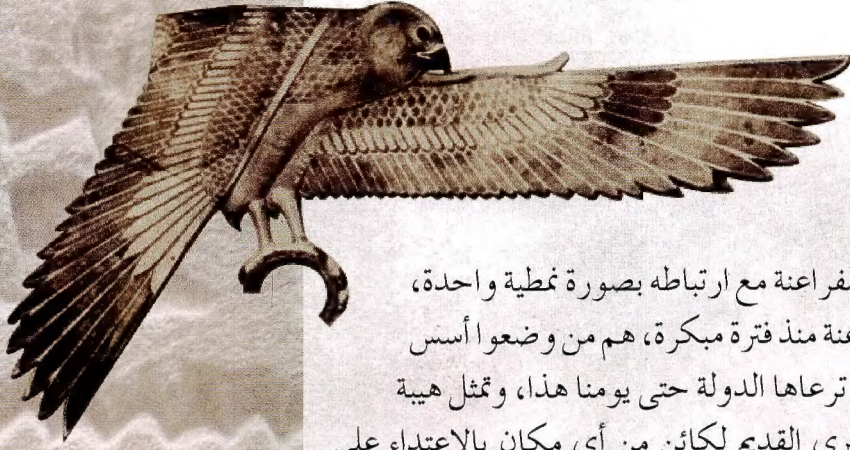 فراعنة مع ارتباطه بصورة نمطية واحدة،
عنة منذ فترة مبكرة، هم من وضعوا أسس
ترعاها الدولة حتى يومنا هذا، وتمثل هيبة
القديم لكائن من أي مكان بالاعتداء على